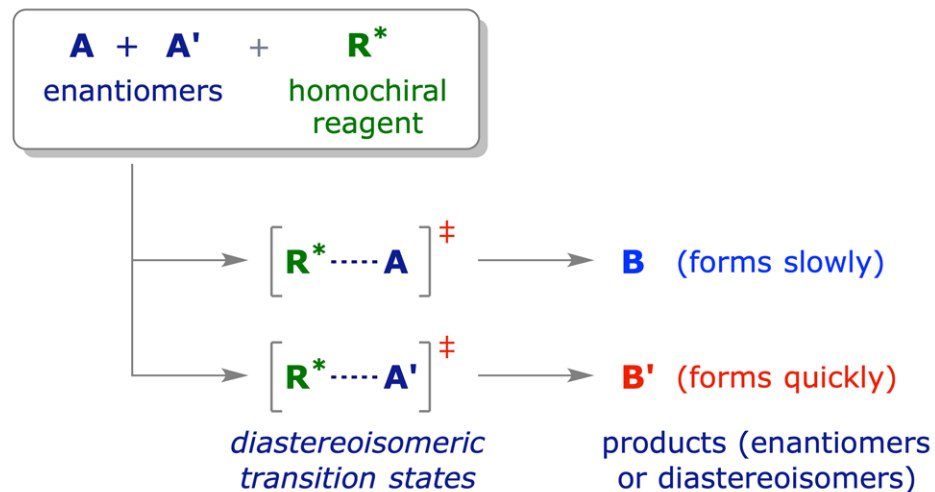 A + A' + R*
enantiomers homochiral
reagent
[R*-----A]‡ B (forms slowly)
[R*-----A']‡ B' (forms quickly)
diastereoisomeric products (enantiomers
transition states or diastereoisomers)